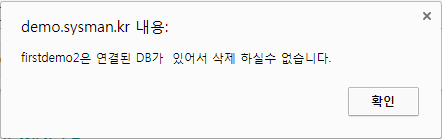 demo.sysman.kr 내용:
firstdemo2은 연결된 DB가 있어서 삭제 하실수 없습니다.
확인